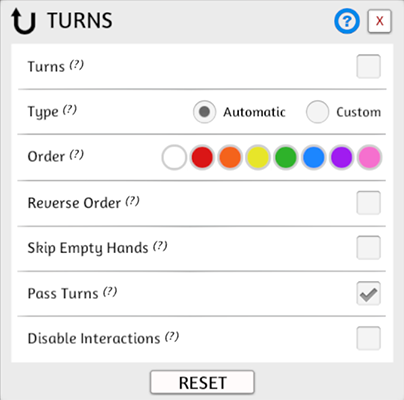 TURNS ? X
Turns (?)
Type (?) Automatic Custom
Order (?)
Reverse Order (?)
Skip Empty Hands (?)
Pass Turns (?)
Disable Interactions (?)
RESET